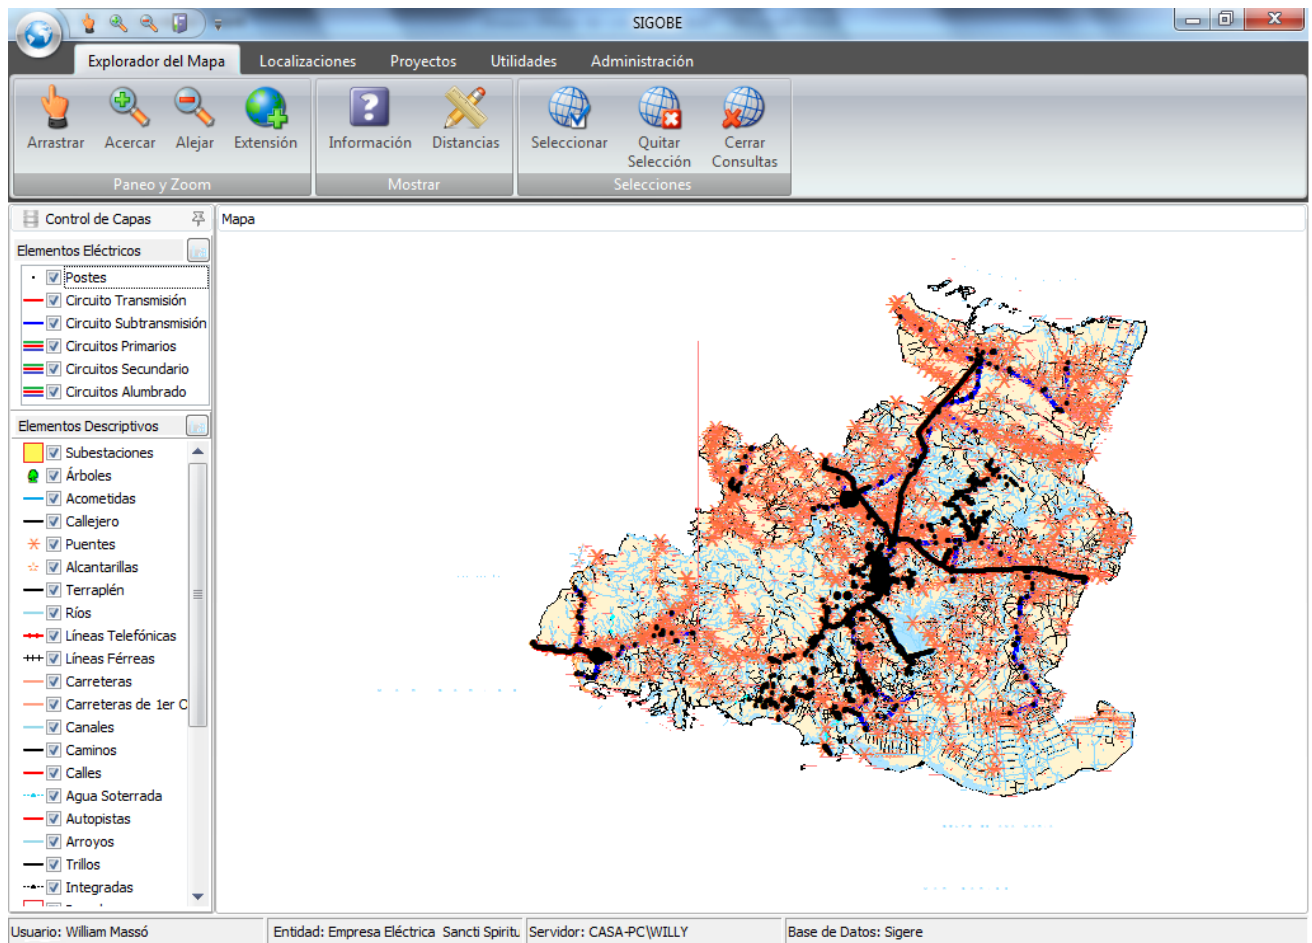 SIGOBE
Explorador del Mapa Localizaciones Proyectos Utilidades Administración
Arrastrar Acercar Alejar Extensión Información Distancias Seleccionar Quitar Selección Cerrar Consultas
Paneo y Zoom Mostrar Selecciones
Control de Capas
Mapa
Elementos Eléctricos
Postes
Circuito Transmisión
Circuito Subtransmisión
Circuitos Primarios
Circuitos Secundario
Circuitos Alumbrado
Elementos Descriptivos
Subestaciones
Árboles
Acometidas
Callejero
Puentes
Alcantarillas
Terraplén
Ríos
Líneas Telefónicas
Líneas Férreas
Carreteras
Carreteras de 1er C
Canales
Caminos
Calles
Agua Soterrada
Autopistas
Arroyos
Trillos
Integradas
Usuario: William Massó Entidad: Empresa Eléctrica Sancti Spiritu Servidor: CASA-PC\WILLY Base de Datos: Sigere